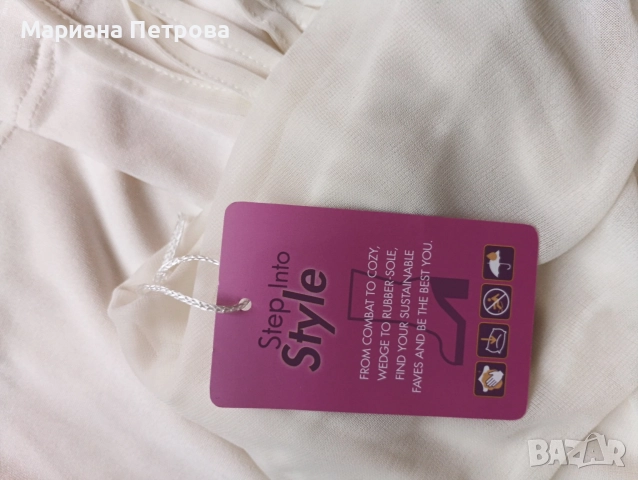 Мариана Петрова
Step Into
Style
FROM COMBAT TO COZY,
WEDGE TO RUBBER-SOLE,
FIND YOUR SUSTAINABLE
FAVES AND BE THE BEST YOU.
BAZAR